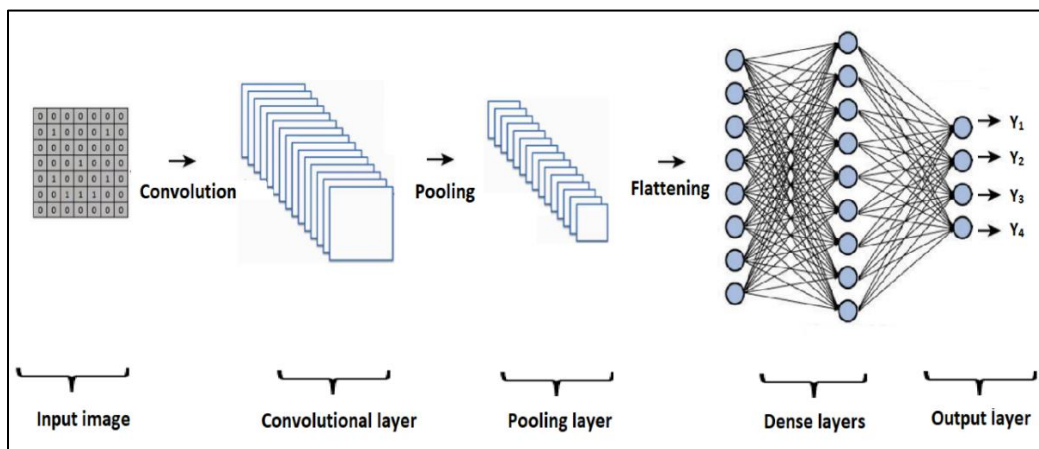 0 0 0 0 0 0 0
0 1 0 0 0 1 0
0 0 0 0 0 0 0
0 0 0 1 0 0 0
0 1 0 0 0 1 0
0 0 1 1 1 0 0
0 0 0 0 0 0 0
Convolution
Pooling
Flattening
Y1
Y2
Y3
Y4
Input image
Convolutional layer
Pooling layer
Dense layers
Output layer